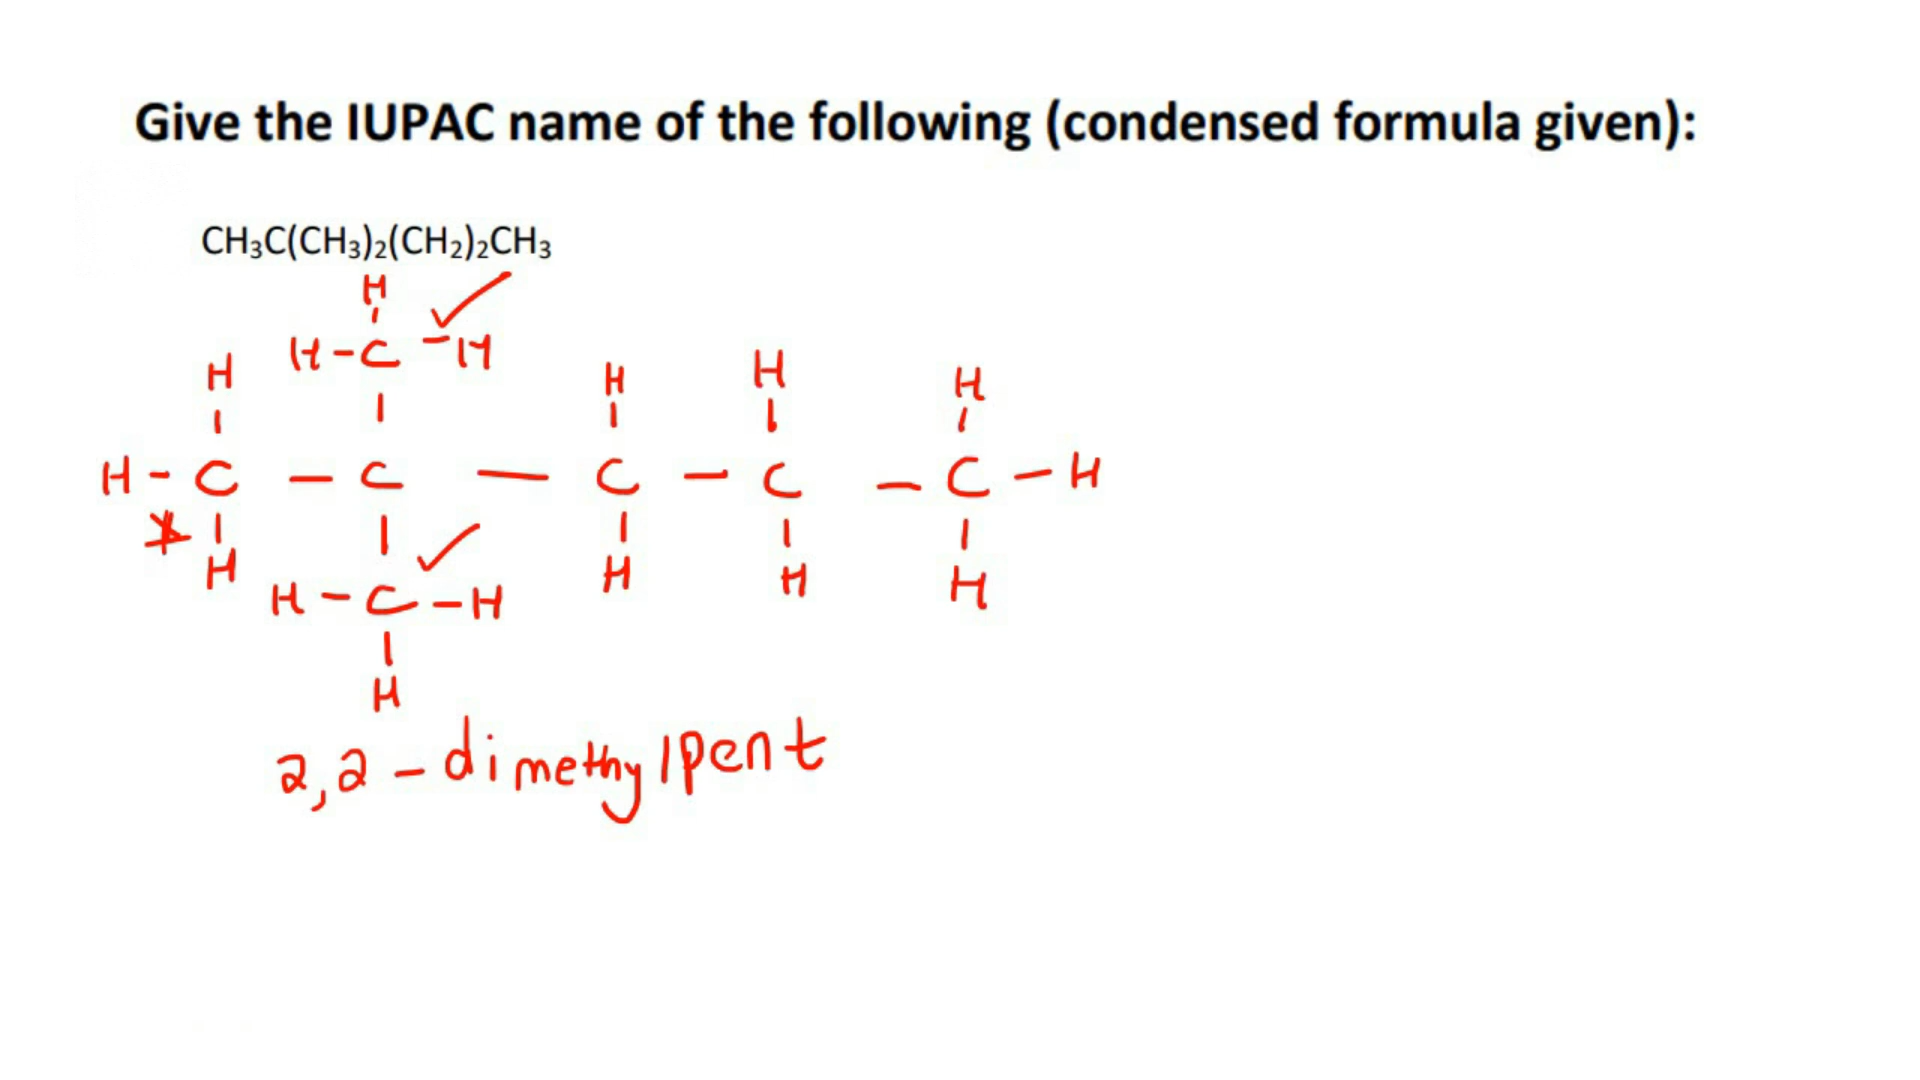 Give the IUPAC name of the following (condensed formula given):
CH₃C(CH₃)₂(CH₂)₂CH₃
H
H-C-H
H H H H
H-C-C-C-C-C-H
H H H H
H-C-H
H
2,2-dimethylpent